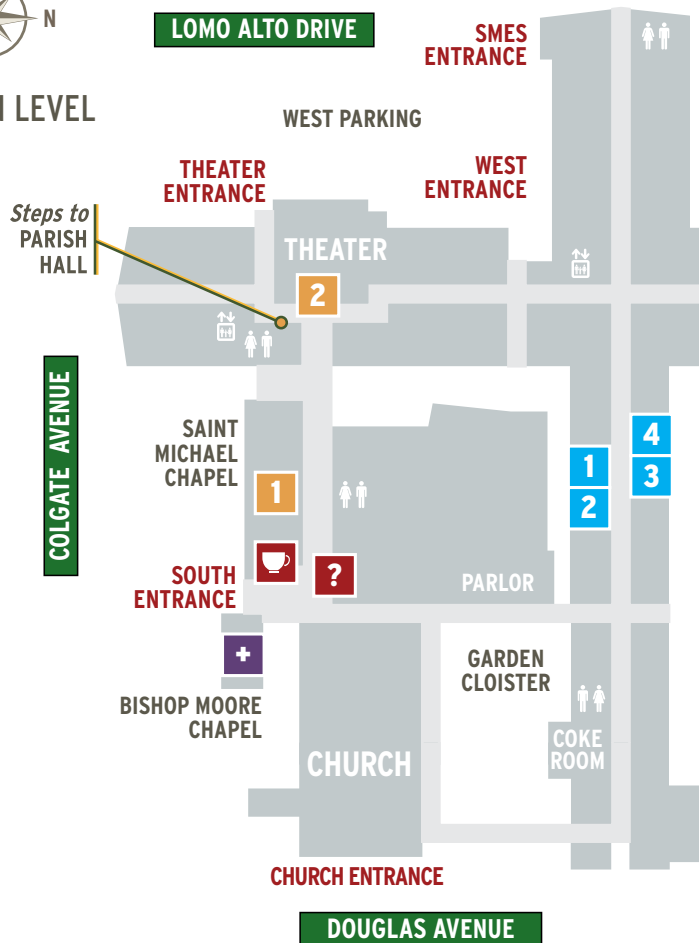 N
LOMO ALTO DRIVE
SMES
ENTRANCE
LEVEL
WEST PARKING
THEATER
ENTRANCE
WEST
ENTRANCE
Steps to
PARISH
HALL
THEATER
2
COLGATE AVENUE
SAINT
MICHAEL
CHAPEL
1
4
1
3
2
SOUTH
ENTRANCE
?
PARLOR
GARDEN
CLOISTER
BISHOP MOORE
CHAPEL
COKE
ROOM
CHURCH
CHURCH ENTRANCE
DOUGLAS AVENUE